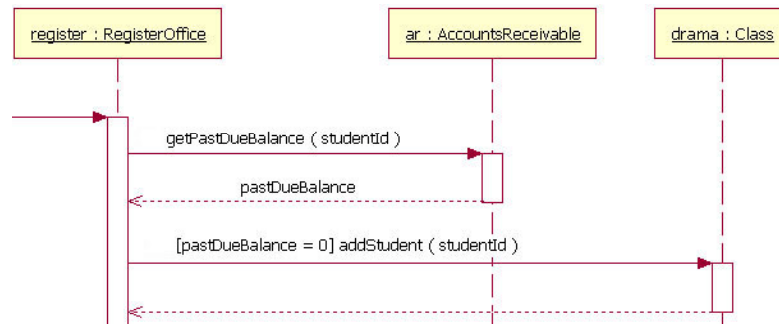 register : RegisterOffice
ar : AccountsReceivable
drama : Class
getPastDueBalance ( studentId )
pastDueBalance
[pastDueBalance = 0] addStudent ( studentId )